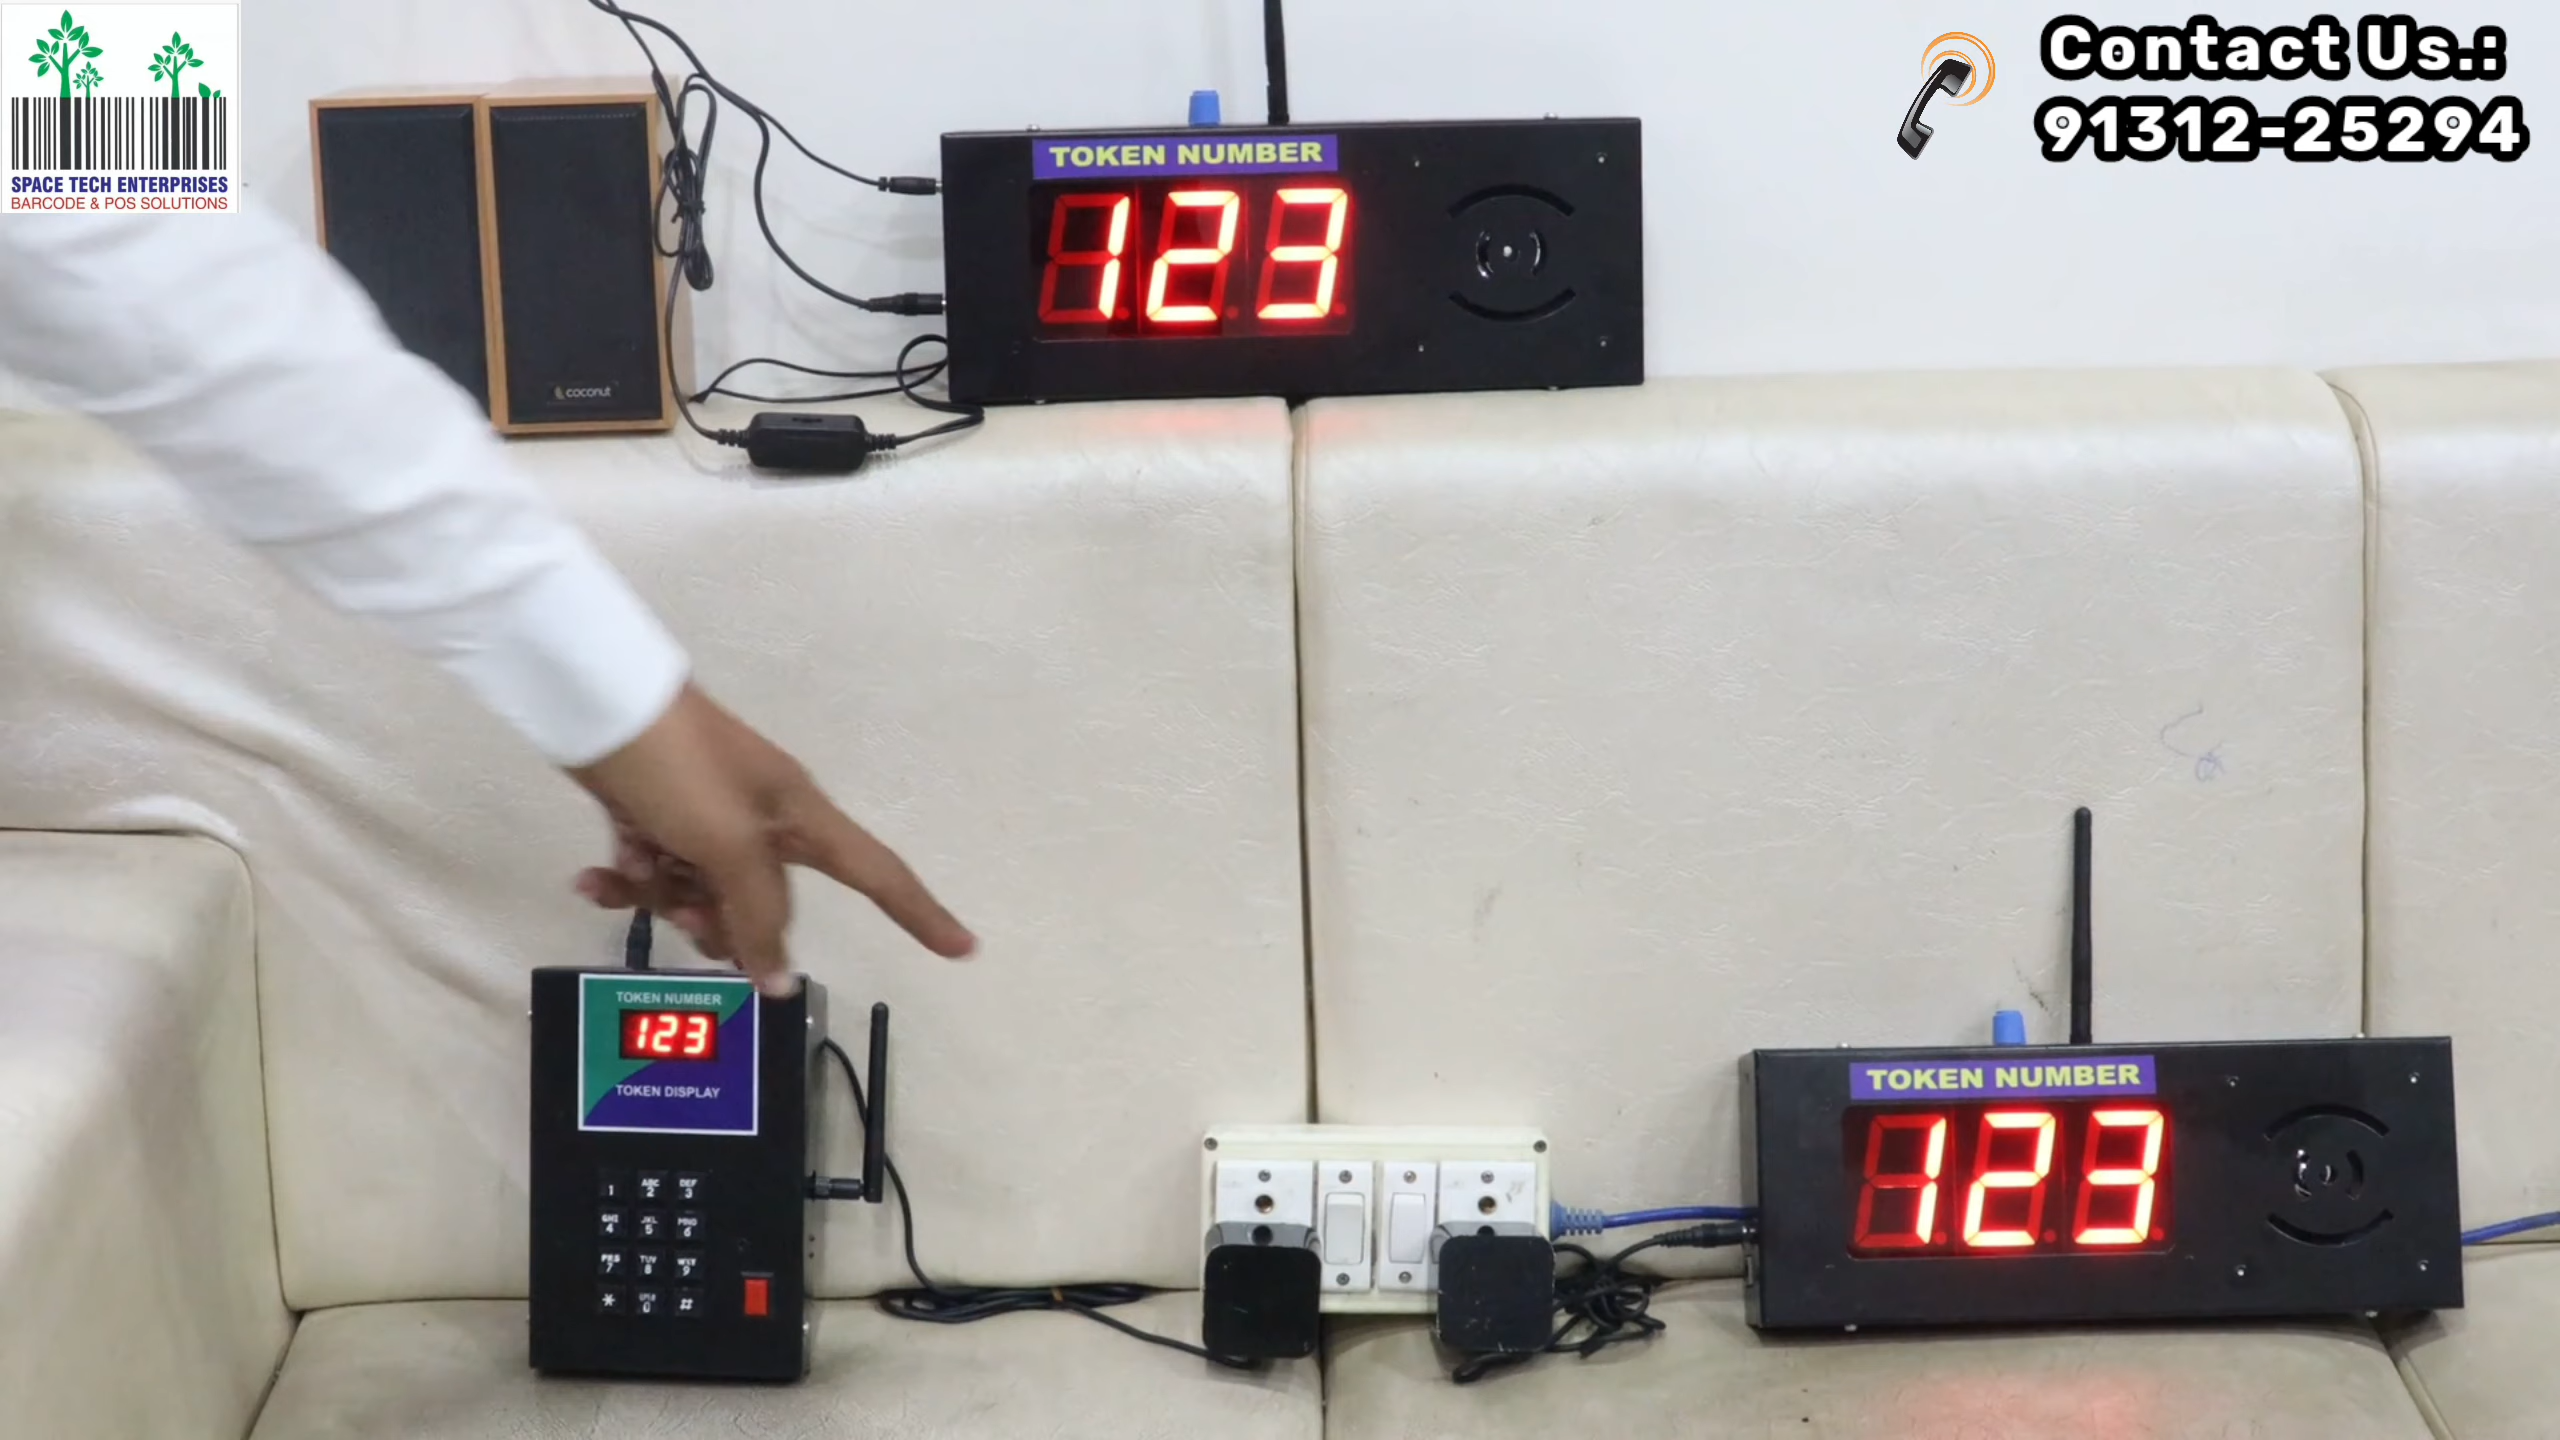 SPACE TECH ENTERPRISES
BARCODE & POS SOLUTIONS
Contact Us.:
91312-25294
TOKEN NUMBER
123
coconut
TOKEN NUMBER
123
TOKEN DISPLAY
1 ABC 2 DEF 3
GHI 4 JKL 5 MNO 6
PRS 7 TUV 8 WXY 9
* 0 #
TOKEN NUMBER
123